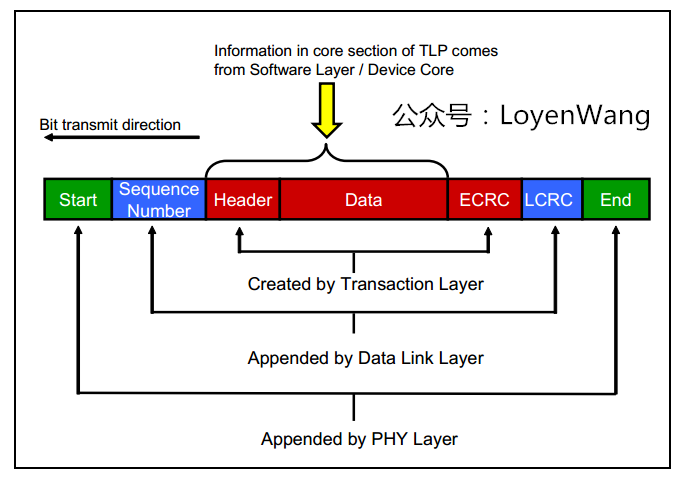 Information in core section of TLP comes
from Software Layer / Device Core
公众号：LoyenWang
Bit transmit direction
Start
Sequence
Number
Header
Data
ECRC
LCRC
End
Created by Transaction Layer
Appended by Data Link Layer
Appended by PHY Layer